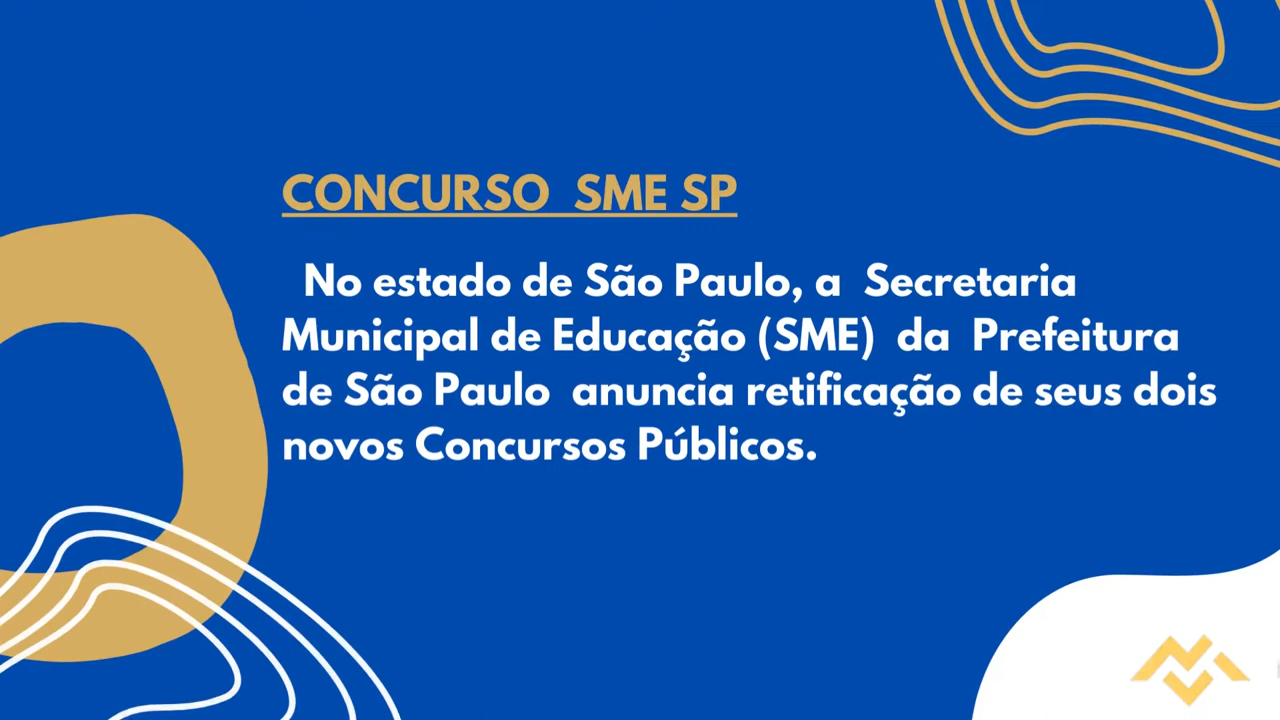 CONCURSO SME SP
No estado de São Paulo, a Secretaria
Municipal de Educação (SME) da Prefeitura
de São Paulo anuncia retificação de seus dois
novos Concursos Públicos.